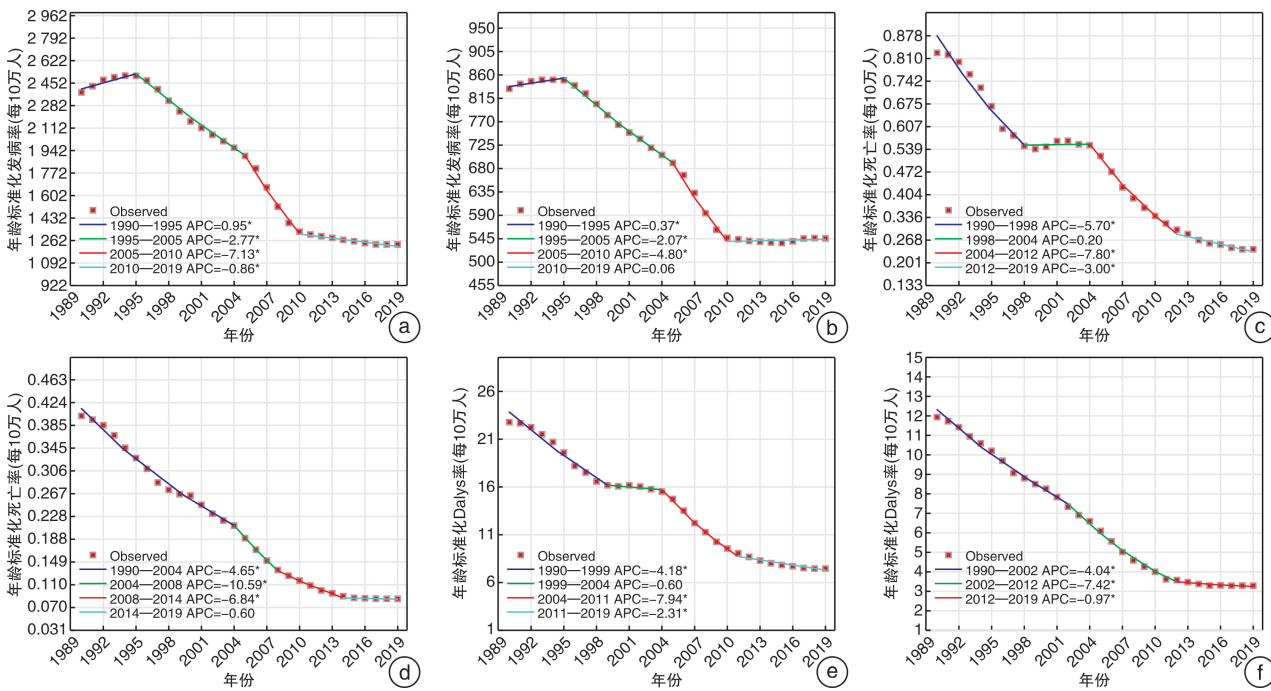 年龄标准化发病率(每10万人)
2 962
2 792
2 622
2 452
2 282
2 112
1 942
1 772
1 602
1 432
1 262
1 092
922
Observed
1990—1995 APC=0.95*
1995—2005 APC=−2.77*
2005—2010 APC=−7.13*
2010—2019 APC=−0.86*
1989 1992 1995 1998 2001 2004 2007 2010 2013 2016 2019
年份
a
年龄标准化发病率(每10万人)
950
905
860
815
770
725
680
635
590
545
500
455
Observed
1990—1995 APC=0.37*
1995—2005 APC=−2.07*
2005—2010 APC=−4.80*
2010—2019 APC=0.06
1989 1992 1995 1998 2001 2004 2007 2010 2013 2016 2019
年份
b
年龄标准化死亡率(每10万人)
0.878
0.810
0.742
0.675
0.607
0.539
0.472
0.404
0.336
0.268
0.201
0.133
Observed
1990—1998 APC=−5.70*
1998—2004 APC=0.20
2004—2012 APC=−7.80*
2012—2019 APC=−3.00*
1989 1992 1995 1998 2001 2004 2007 2010 2013 2016 2019
年份
c
年龄标准化死亡率(每10万人)
0.463
0.424
0.385
0.345
0.306
0.267
0.228
0.188
0.149
0.110
0.070
0.031
Observed
1990—2004 APC=−4.65*
2004—2008 APC=−10.59*
2008—2014 APC=−6.84*
2014—2019 APC=−0.60
1989 1992 1995 1998 2001 2004 2007 2010 2013 2016 2019
年份
d
年龄标准化Dalys率(每10万人)
26
21
16
11
6
1
Observed
1990—1999 APC=−4.18*
1999—2004 APC=−0.60
2004—2011 APC=−7.94*
2011—2019 APC=−2.31*
1989 1992 1995 1998 2001 2004 2007 2010 2013 2016 2019
年份
e
年龄标准化Dalys率(每10万人)
15
14
13
12
11
10
9
8
7
6
5
4
3
2
1
Observed
1990—2002 APC=−4.04*
2002—2012 APC=−7.42*
2012—2019 APC=−0.97*
1989 1992 1995 1998 2001 2004 2007 2010 2013 2016 2019
年份
f